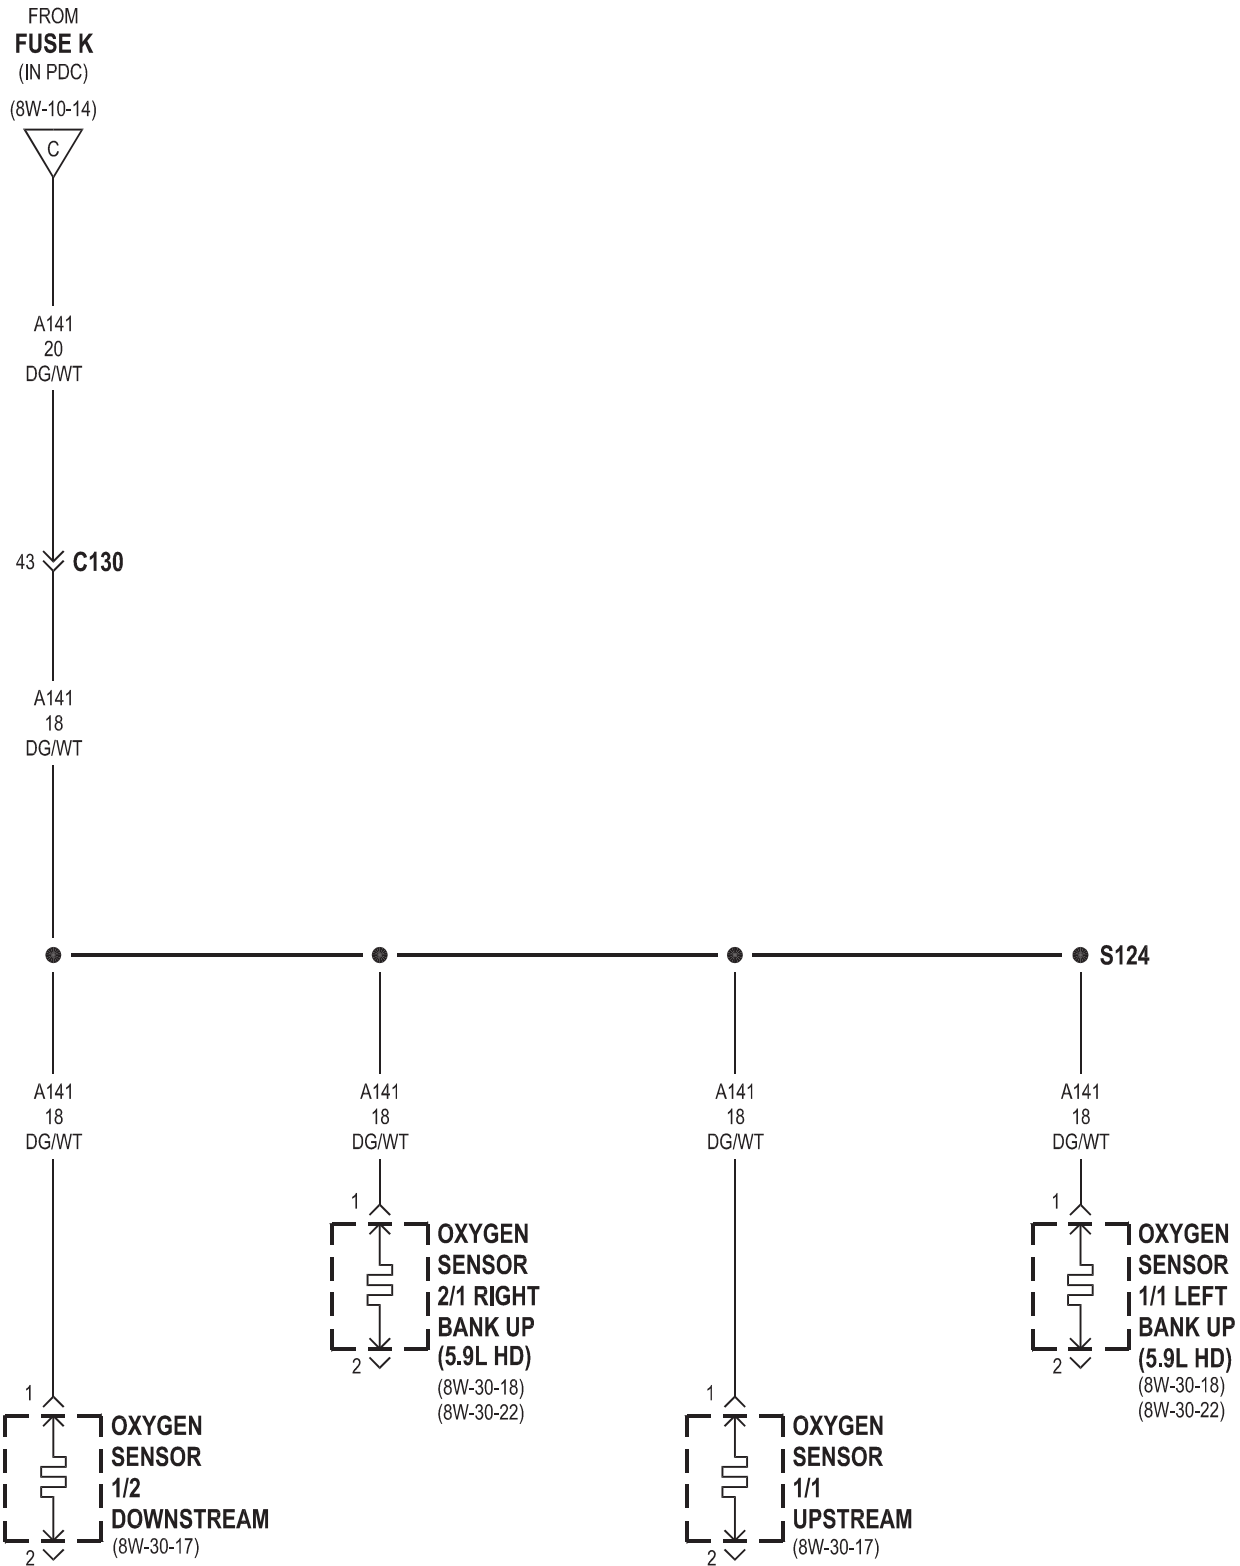 FROM
FUSE K
(IN PDC)
(8W-10-14)
C
A141
20
DG/WT
43
C130
A141
18
DG/WT
S124
A141
18
DG/WT
A141
18
DG/WT
A141
18
DG/WT
A141
18
DG/WT
1
OXYGEN
SENSOR
2/1 RIGHT
BANK UP
(5.9L HD)
(8W-30-18)
(8W-30-22)
2
1
OXYGEN
SENSOR
1/1 LEFT
BANK UP
(5.9L HD)
(8W-30-18)
(8W-30-22)
2
1
OXYGEN
SENSOR
1/2
DOWNSTREAM
(8W-30-17)
2
1
OXYGEN
SENSOR
1/1
UPSTREAM
(8W-30-17)
2